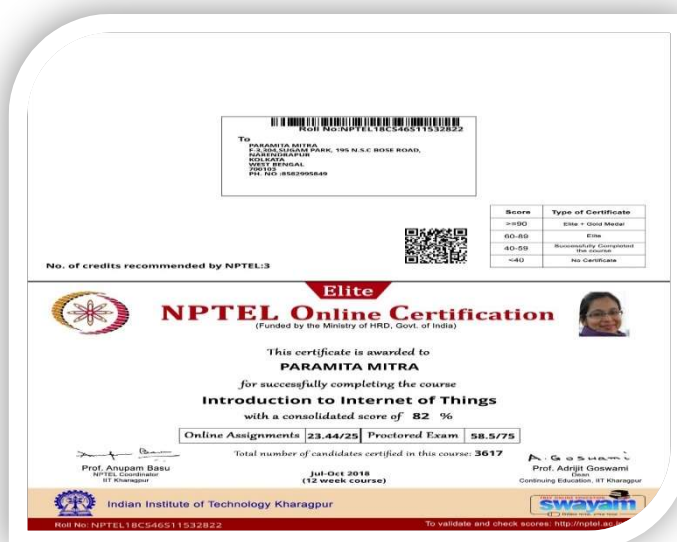 Roll No:NPTEL18CS46S11532822
To
PARAMITA MITRA
F-3,304,SUGAM PARK, 195 N.S.C BOSE ROAD,
NARENDRAPUR
KOLKATA
WEST BENGAL
700103
PH. NO :8582995849
Score Type of Certificate
>=90 Elite + Gold Medal
60-89 Elite
40-59 Successfully Completed the course
<40 No Certificate
No. of credits recommended by NPTEL:3
Elite
NPTEL Online Certification
(Funded by the Ministry of HRD, Govt. of India)
This certificate is awarded to
PARAMITA MITRA
for successfully completing the course
Introduction to Internet of Things
with a consolidated score of 82 %
Online Assignments 23.44/25 Proctored Exam 58.5/75
Total number of candidates certified in this course: 3617
Prof. Anupam Basu
NPTEL Coordinator
IIT Kharagpur
Jul-Oct 2018
(12 week course)
A. Goswami
Prof. Adrijit Goswami
Dean
Continuing Education, IIT Kharagpur
Indian Institute of Technology Kharagpur
FREE ONLINE EDUCATION
swayam
Roll No: NPTEL18CS46S11532822
To validate and check scores: http://nptel.ac.in